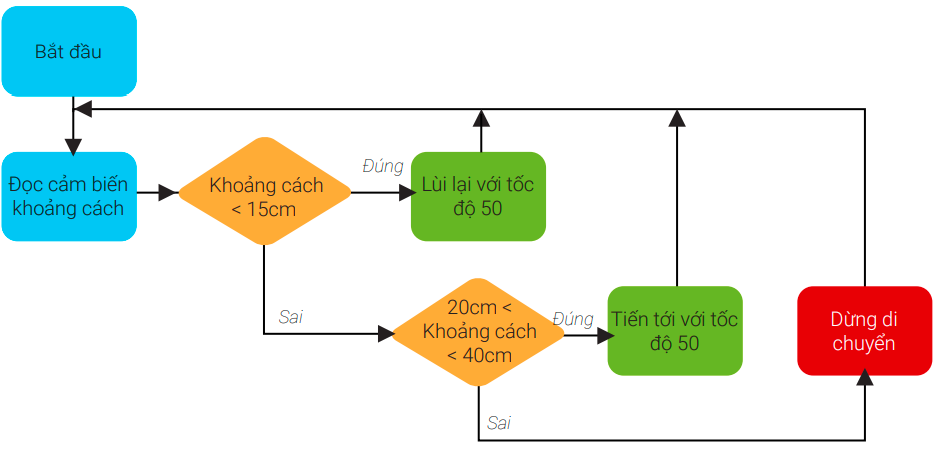 Bắt đầu
Đọc cảm biến
khoảng cách
Khoảng cách
< 15cm
Đúng
Lùi lại với tốc
độ 50
Sai
20cm <
Khoảng cách
< 40cm
Đúng
Tiến tới với tốc
độ 50
Sai
Dừng di
chuyển